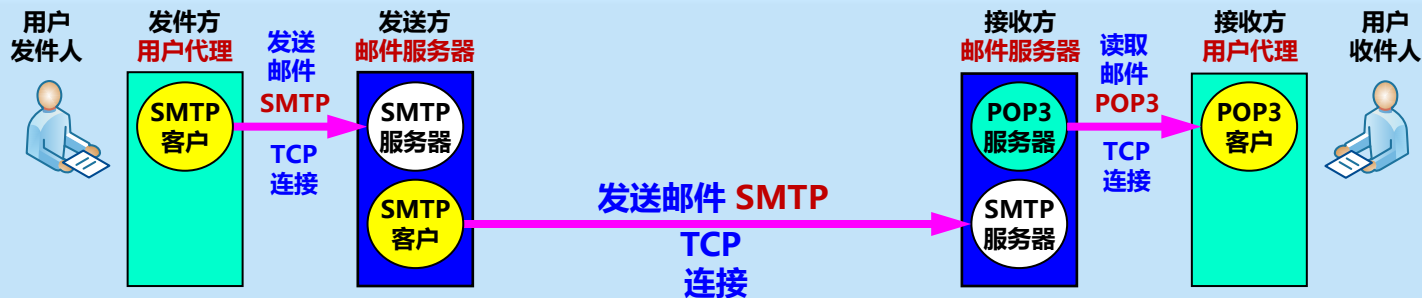 用户
发件人
发件方
用户代理
发送
邮件
SMTP
TCP
连接
SMTP
客户
发送方
邮件服务器
SMTP
服务器
SMTP
客户
发送邮件 SMTP
TCP
连接
接收方
邮件服务器
POP3
服务器
SMTP
服务器
读取
邮件
POP3
TCP
连接
接收方
用户代理
POP3
客户
用户
收件人